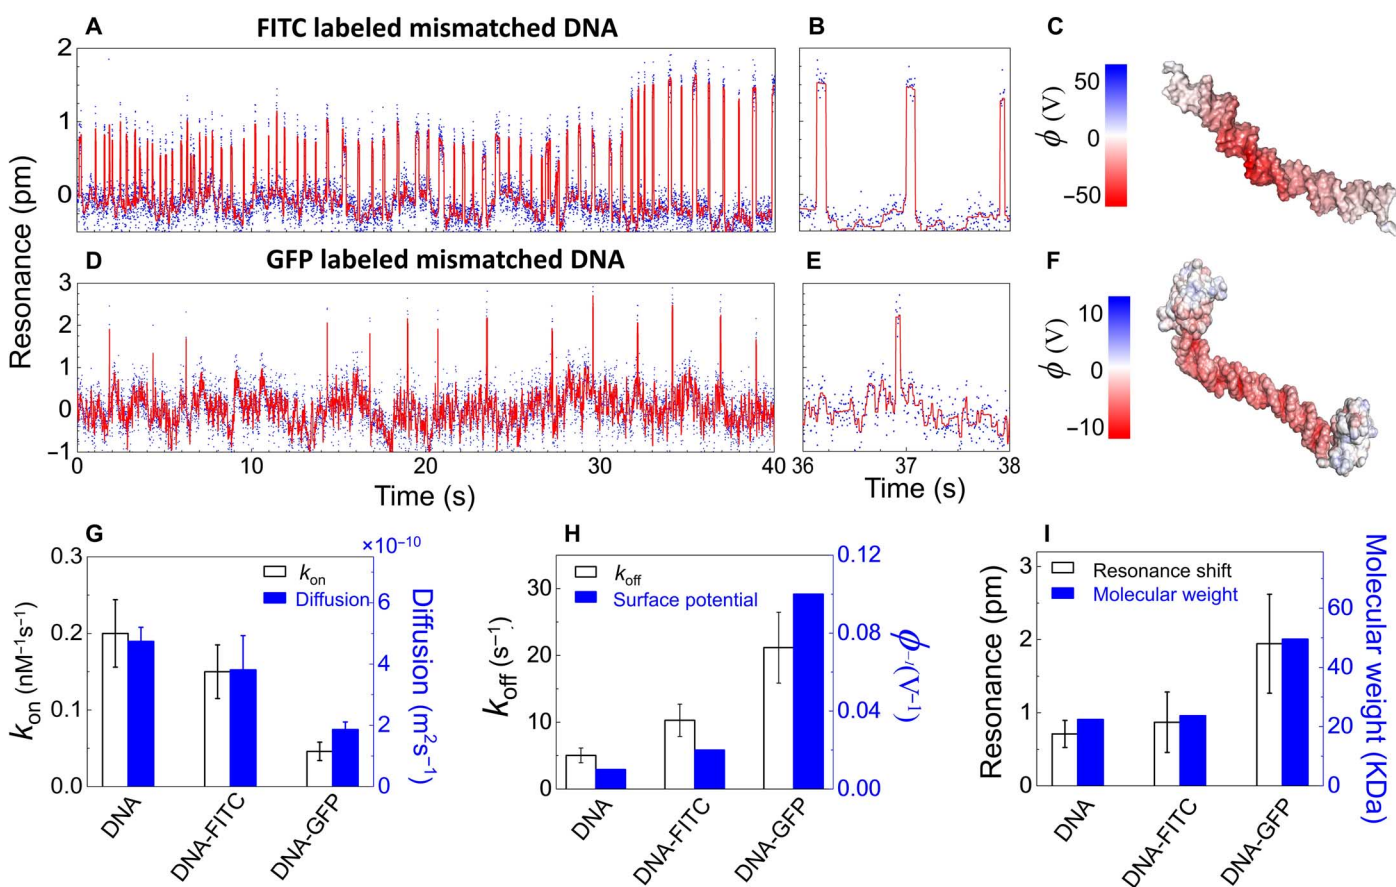 A
FITC labeled mismatched DNA
B
C
2
1
0
Resonance (pm)
ϕ (V)
50
0
−50
D
GFP labeled mismatched DNA
E
F
3
2
1
0
−1
0
10
20
30
40
Time (s)
36
37
38
Time (s)
ϕ (V)
10
0
−10
G
×10⁻¹⁰
0.3
0.2
0.1
0.0
k_on (nM⁻¹s⁻¹)
k_on
Diffusion
6
4
2
0
Diffusion (m²s⁻¹)
DNA
DNA-FITC
DNA-GFP
H
30
20
10
0
k_off (s⁻¹)
k_off
Surface potential
0.12
0.08
0.04
0.00
ϕ⁻¹(V⁻¹)
DNA
DNA-FITC
DNA-GFP
I
3
2
1
0
Resonance (pm)
Resonance shift
Molecular weight
60
40
20
0
Molecular weight (KDa)
DNA
DNA-FITC
DNA-GFP